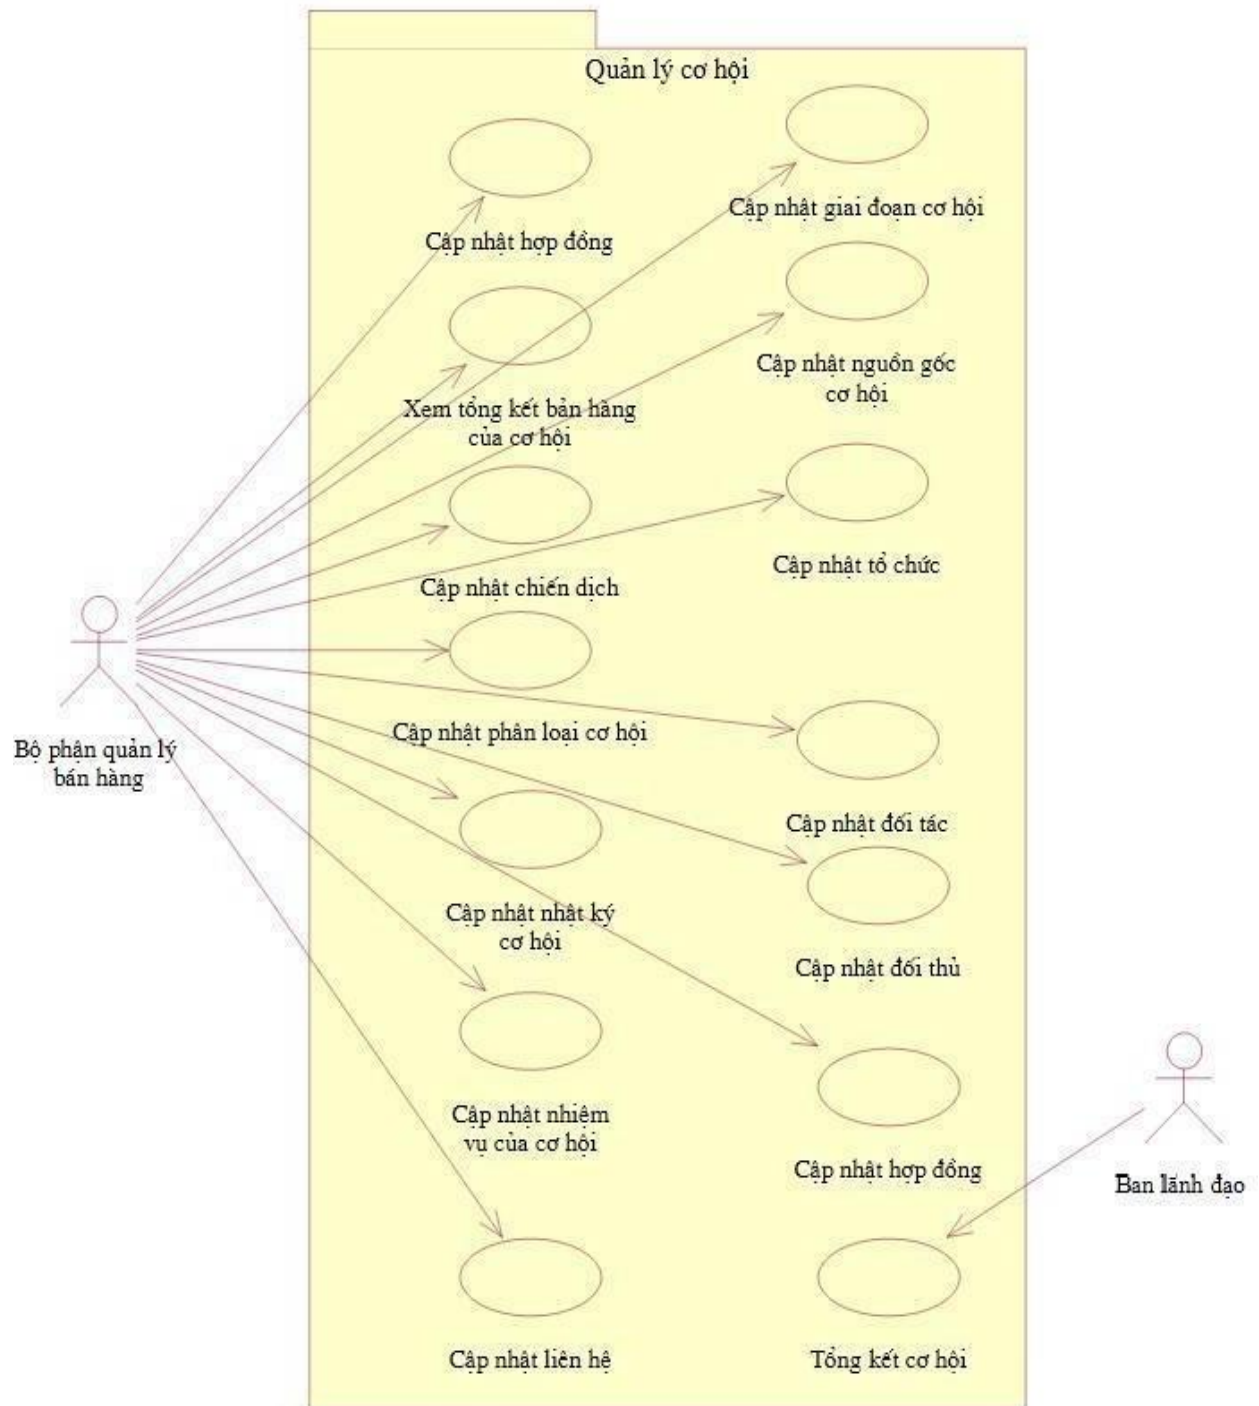 Quản lý cơ hội
Cập nhật hợp đồng
Cập nhật giai đoạn cơ hội
Xem tổng kết bản hàng
của cơ hội
Cập nhật nguồn gốc
cơ hội
Cập nhật chiến dịch
Cập nhật tổ chức
Bộ phận quản lý
bán hàng
Cập nhật phân loại cơ hội
Cập nhật đối tác
Cập nhật nhật ký
cơ hội
Cập nhật đối thủ
Cập nhật nhiệm
vụ của cơ hội
Cập nhật hợp đồng
Ban lãnh đạo
Cập nhật liên hệ
Tổng kết cơ hội